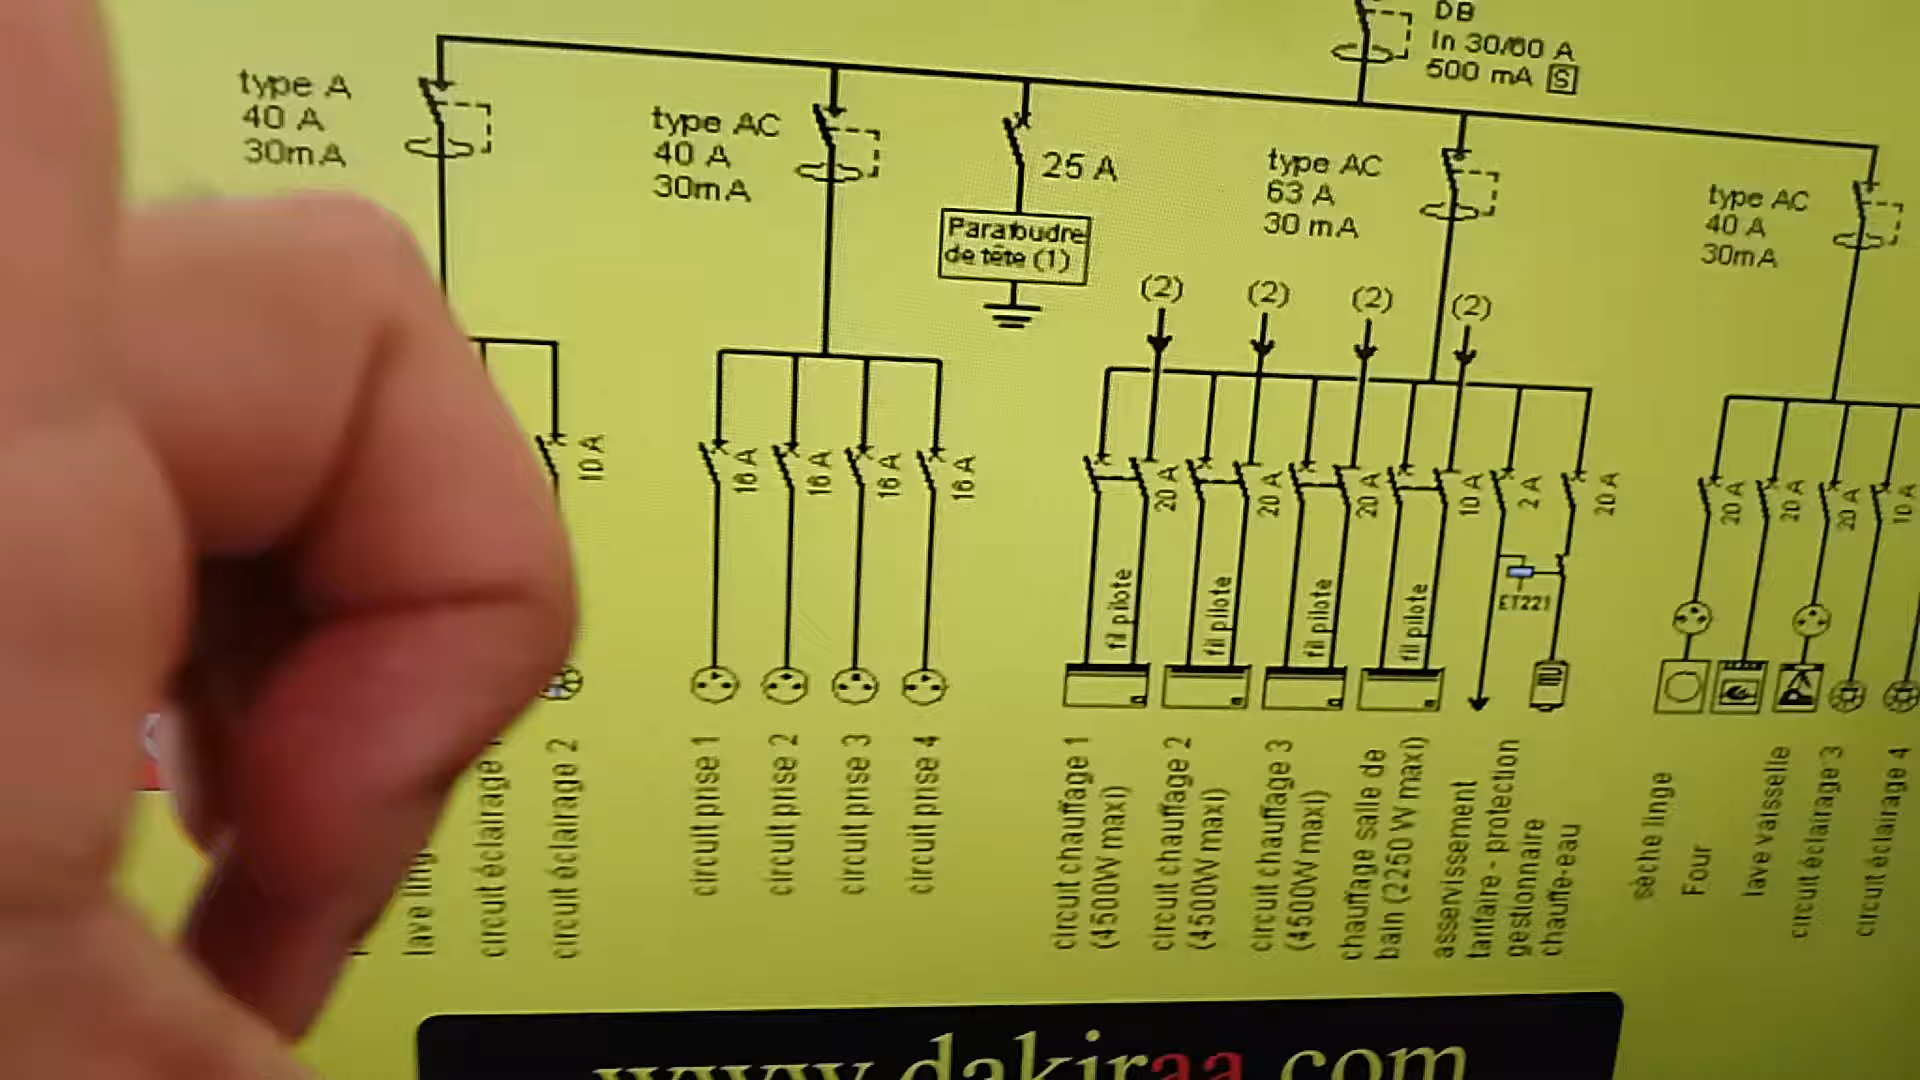 DB
In 30/60 A
500 mA S
type A
40 A
30mA
type AC
40 A
30mA
25 A
Parafoudre
de tête (1)
type AC
63 A
30 mA
type AC
40 A
30mA
(2)
(2)
(2)
(2)
10 A
16 A
16 A
16 A
16 A
20 A
20 A
20 A
10 A
2 A
20 A
20 A
20 A
20 A
10 A
fil pilote
fil pilote
fil pilote
fil pilote
ET221
circuit éclairage 1
circuit éclairage 2
circuit prise 1
circuit prise 2
circuit prise 3
circuit prise 4
circuit chauffage 1
(4500W maxi)
circuit chauffage 2
(4500W maxi)
circuit chauffage 3
(4500W maxi)
chauffage salle de
bain (2250 W maxi)
asservissement
tarifaire - protection
gestionnaire
chauffe-eau
sèche linge
Four
lave vaisselle
circuit éclairage 3
circuit éclairage 4
www.dakiraa.com